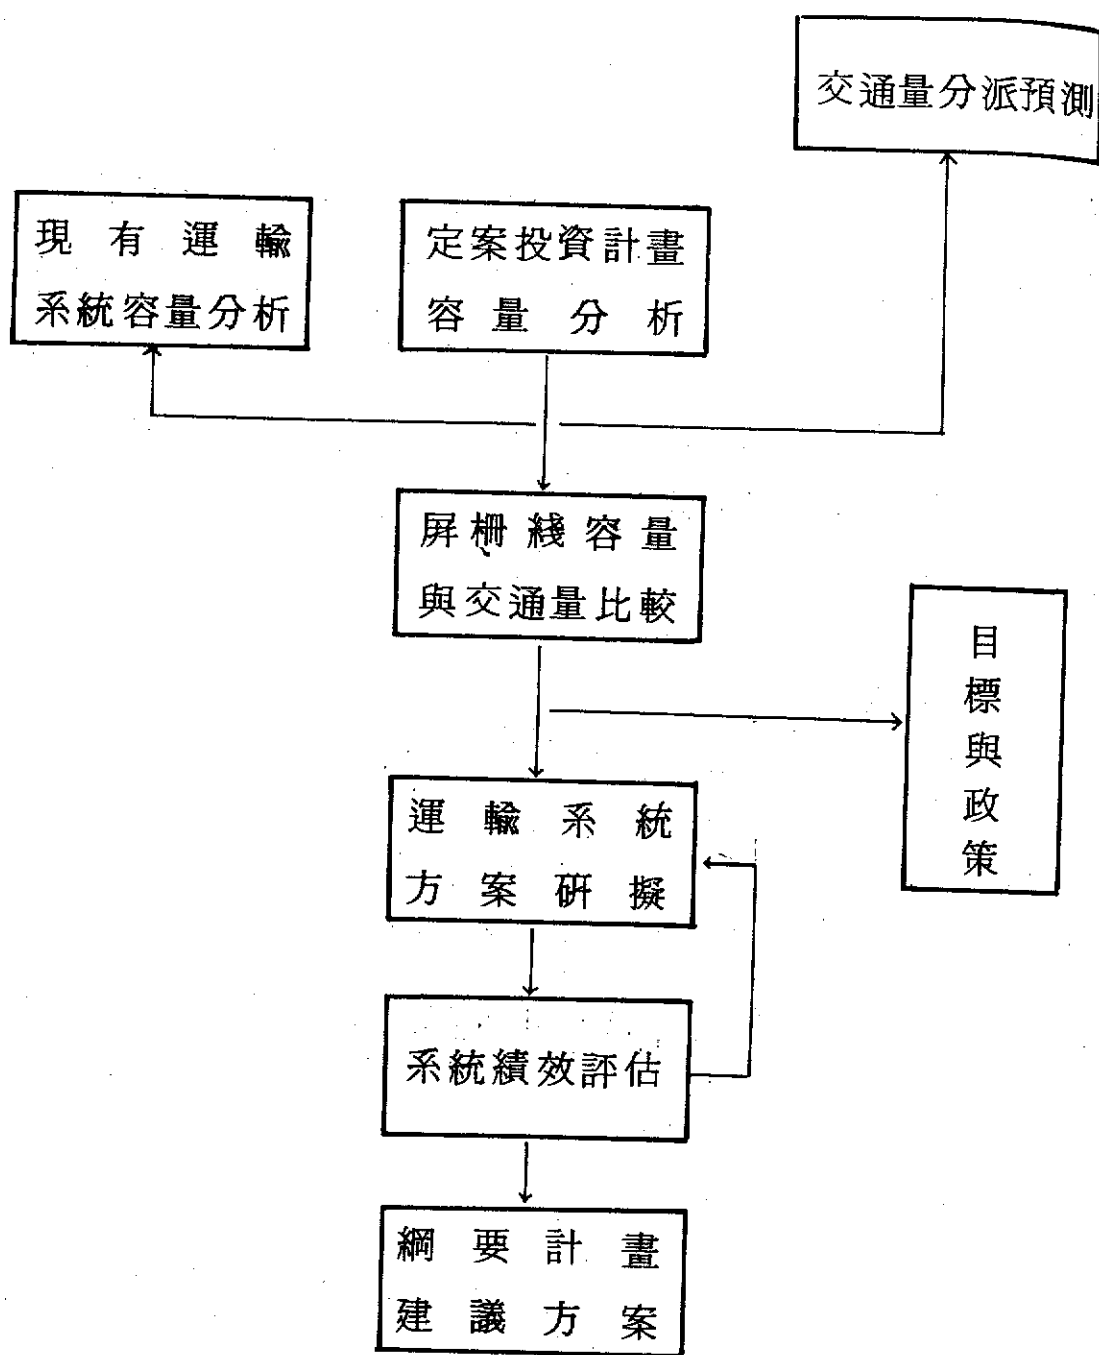 交通量分派預測
現有運輸
系統容量分析
定案投資計畫
容量分析
屏柵綫容量
與交通量比較
目標與政策
運輸系統
方案研擬
系統績效評估
綱要計畫
建議方案